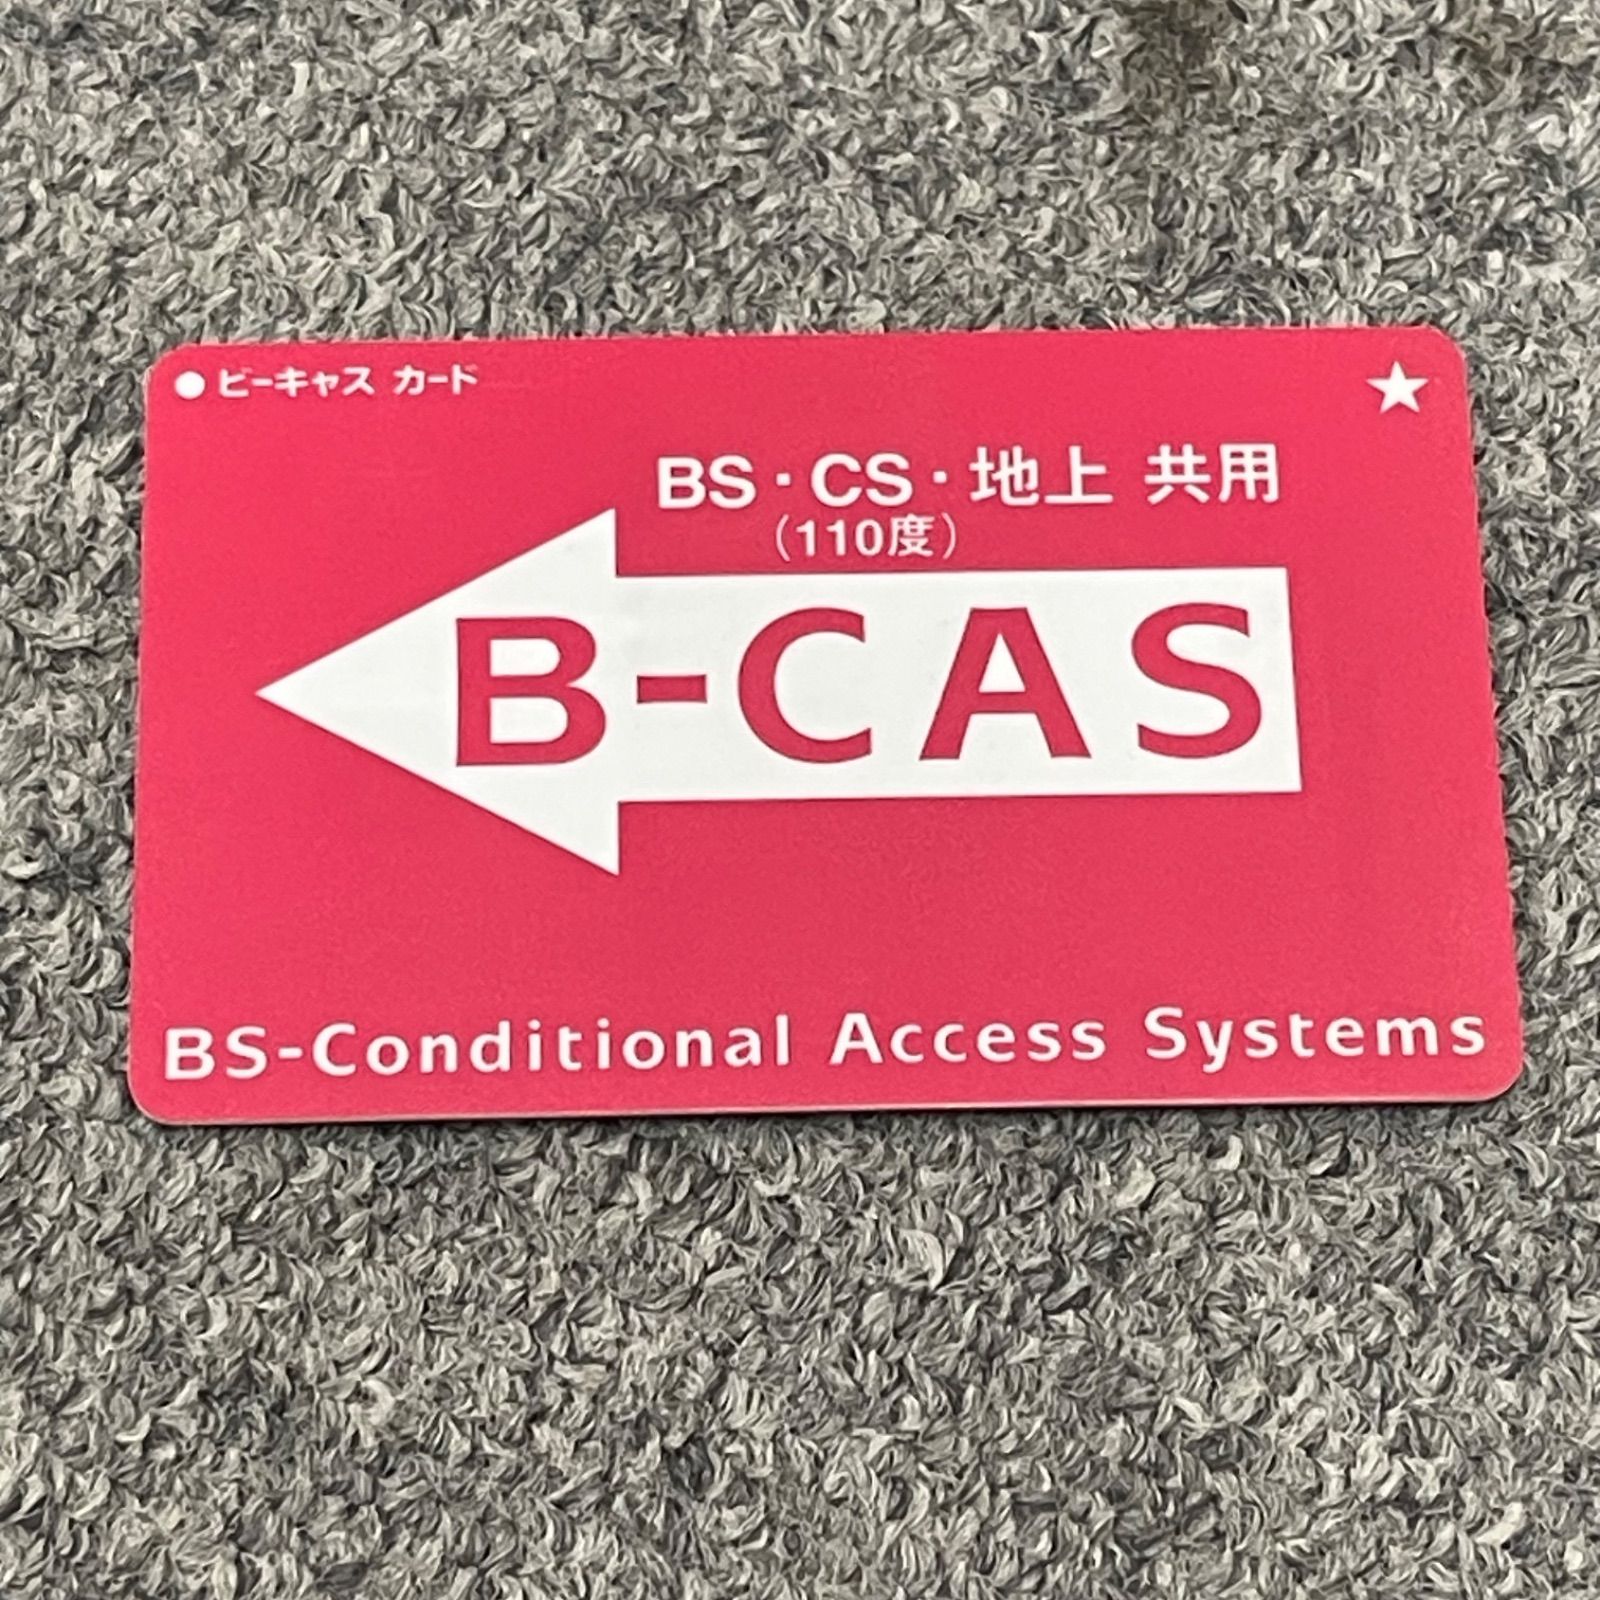 ● ビーキャス カード ★
BS・CS・地上 共用
（110度）
B-CAS
BS-Conditional Access Systems